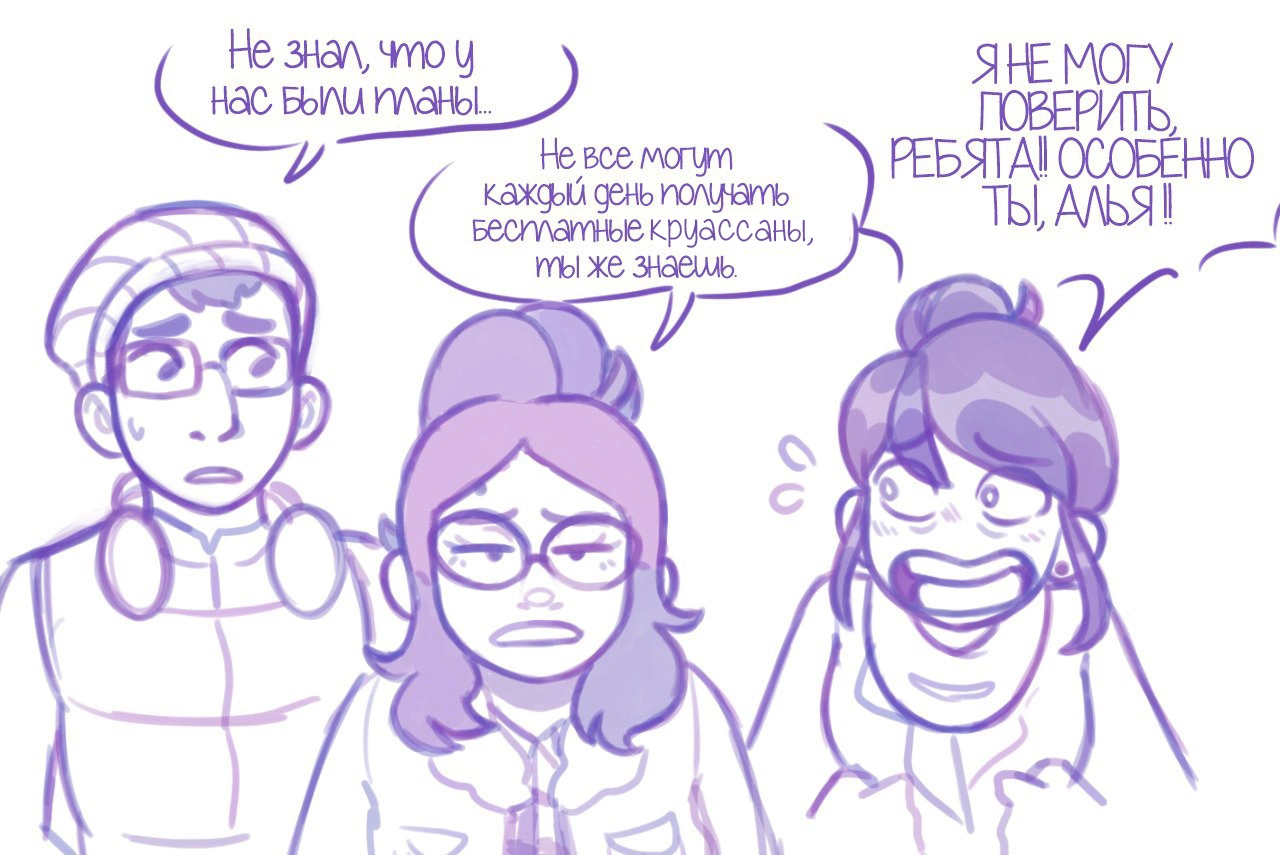 Не знал, что у
нас были планы...
Не все могут
каждый день получать
бесплатные круассаны,
ты же знаешь.
Я НЕ МОГУ
ПОВЕРИТЬ,
РЕБЯТА!! ОСОБЕННО
ТЫ, АЛЬЯ!!